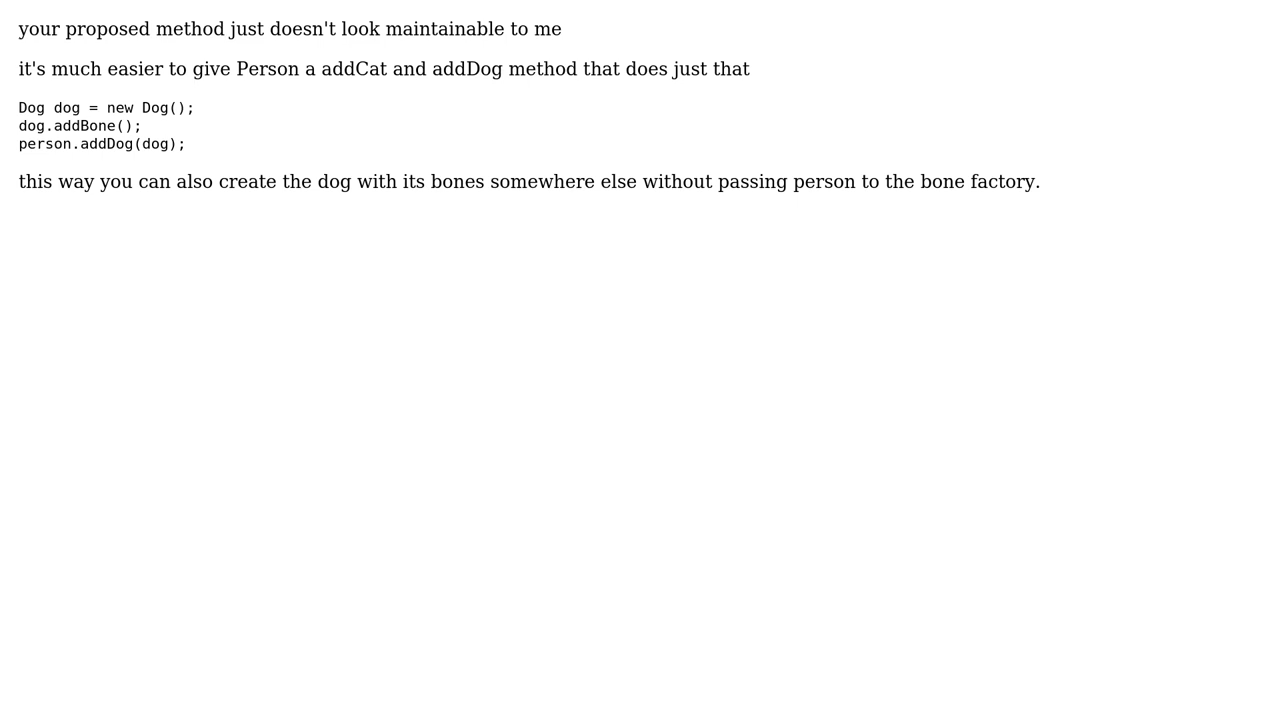 your proposed method just doesn't look maintainable to me
it's much easier to give Person a addCat and addDog method that does just that
Dog dog = new Dog();
dog.addBone();
person.addDog(dog);
this way you can also create the dog with its bones somewhere else without passing person to the bone factory.